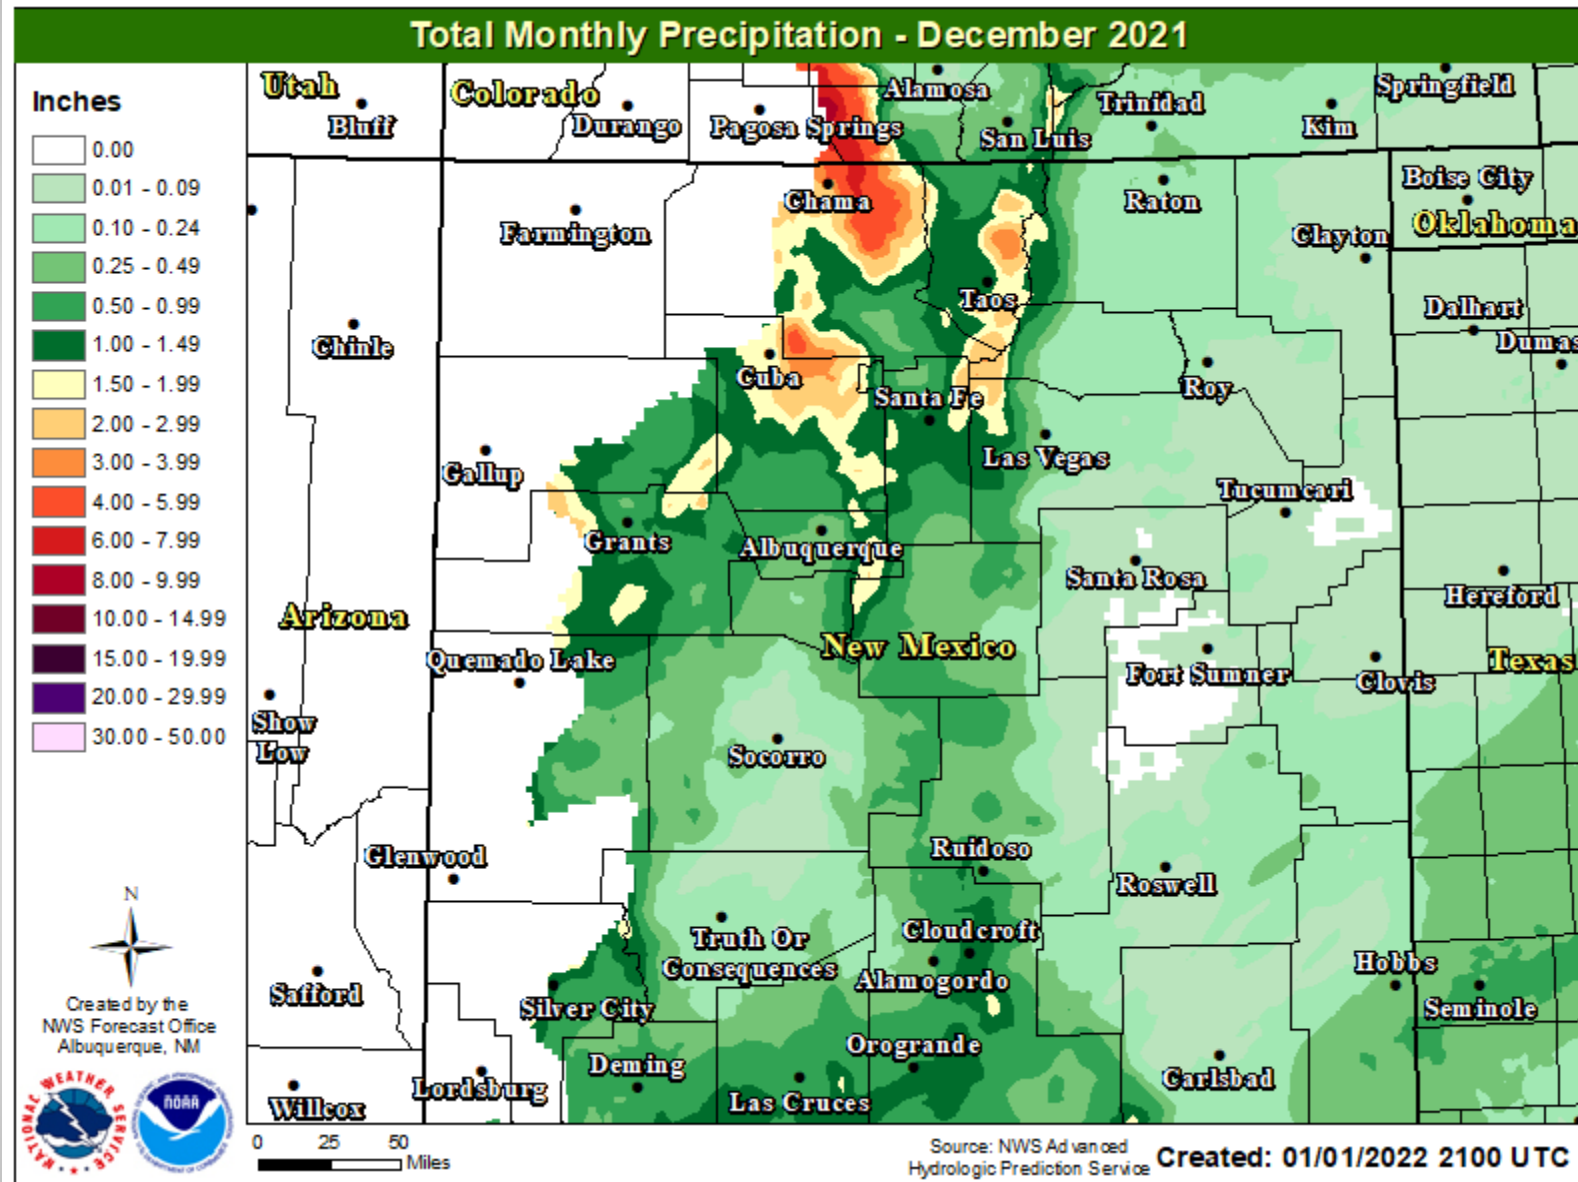 Total Monthly Precipitation - December 2021
Inches
0.00
0.01 - 0.09
0.10 - 0.24
0.25 - 0.49
0.50 - 0.99
1.00 - 1.49
1.50 - 1.99
2.00 - 2.99
3.00 - 3.99
4.00 - 5.99
6.00 - 7.99
8.00 - 9.99
10.00 - 14.99
15.00 - 19.99
20.00 - 29.99
30.00 - 50.00
Utah
Colorado
Alamosa
Springfield
Bluff
Durango
Pagosa Springs
San Luis
Trinidad
Kim
Boise City
Chama
Raton
Oklahoma
Farmington
Clayton
Taos
Dalhart
Chinle
Dumas
Cuba
Santa Fe
Roy
Gallup
Las Vegas
Tucumcari
Grants
Albuquerque
Santa Rosa
Hereford
Arizona
New Mexico
Quemado Lake
Fort Sumner
Clovis
Texas
Show
Low
Socorro
Glenwood
Ruidoso
Roswell
Truth Or
Consequences
Cloudcroft
Alamogordo
Hobbs
Safford
Silver City
Seminole
Orogrande
Deming
Lordsburg
Carlsbad
Willcox
Las Cruces
N
Created by the
NWS Forecast Office
Albuquerque, NM
NATIONAL WEATHER SERVICE
NOAA
0 25 50
Miles
Source: NWS Advanced
Hydrologic Prediction Service
Created: 01/01/2022 2100 UTC